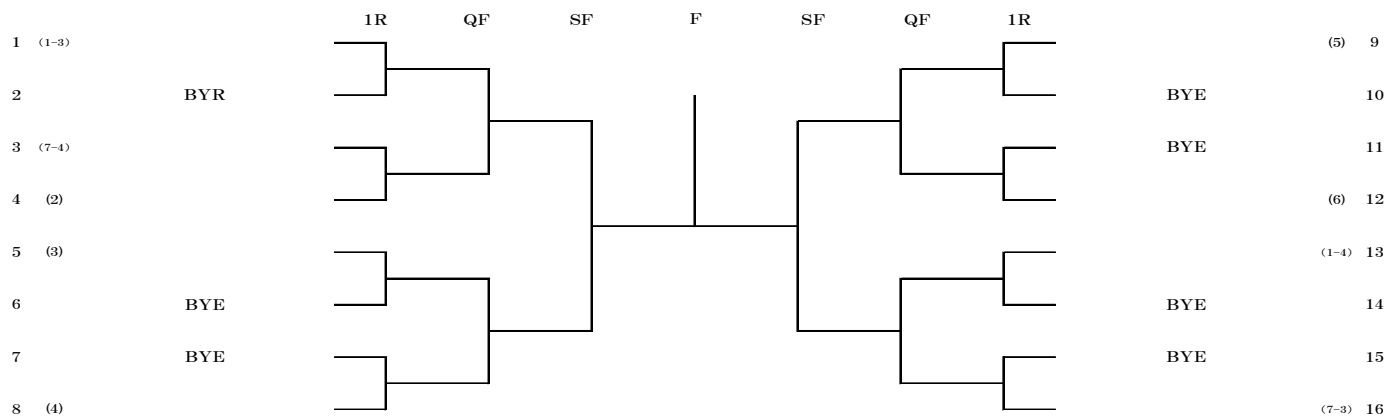 1R QF SF F SF QF 1R
1 (1-3) (5) 9
2 BYR BYE 10
3 (7-4) BYE 11
4 (2) (6) 12
5 (3) (1-4) 13
6 BYE BYE 14
7 BYE BYE 15
8 (4) (7-3) 16